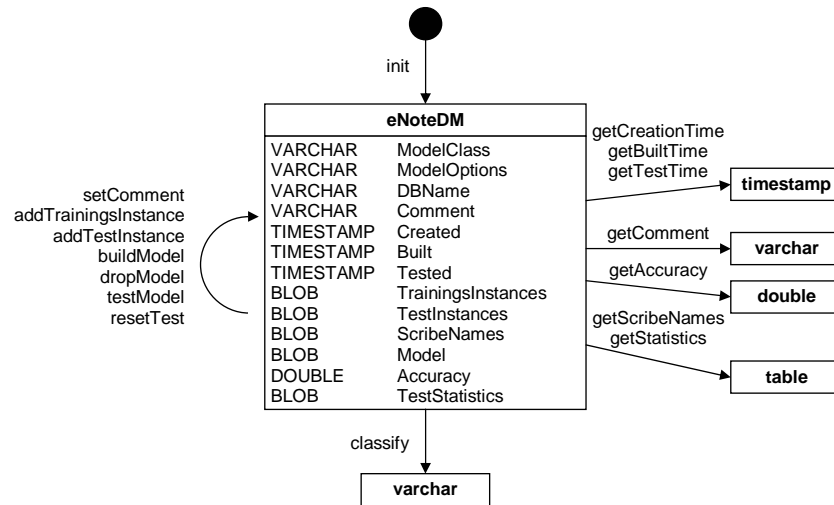 init
eNoteDM
VARCHAR ModelClass
VARCHAR ModelOptions
VARCHAR DBName
VARCHAR Comment
TIMESTAMP Created
TIMESTAMP Built
TIMESTAMP Tested
BLOB TrainingsInstances
BLOB TestInstances
BLOB ScribeNames
BLOB Model
DOUBLE Accuracy
BLOB TestStatistics
setComment
addTrainingsInstance
addTestInstance
buildModel
dropModel
testModel
resetTest
getCreationTime
getBuiltTime
getTestTime
timestamp
getComment
varchar
getAccuracy
double
getScribeNames
getStatistics
table
classify
varchar